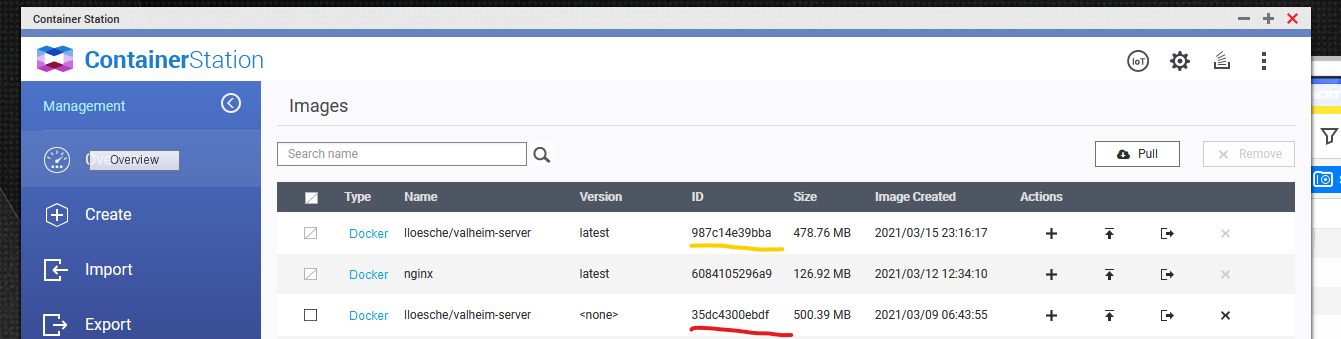 Container Station
ContainerStation
IoT
Management
Images
Overview
Search name
Pull
Remove
Create
Import
Export
Type Name Version ID Size Image Created Actions
Docker lloesche/valheim-server latest 987c14e39bba 478.76 MB 2021/03/15 23:16:17
Docker nginx latest 6084105296a9 126.92 MB 2021/03/12 12:34:10
Docker lloesche/valheim-server <none> 35dc4300ebdf 500.39 MB 2021/03/09 06:43:55